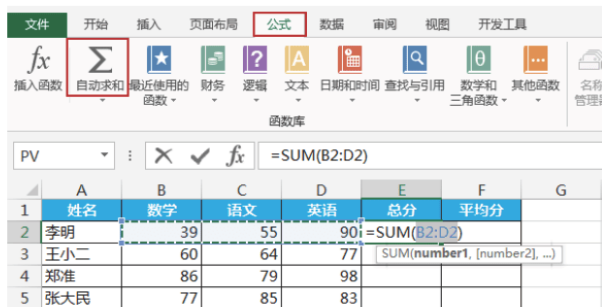 文件 开始 插入 页面布局 公式 数据 审阅 视图 开发工具
fx Σ ? A θ
插入函数 自动求和 最近使用的函数 财务 逻辑 文本 日期和时间 查找与引用 数学和三角函数 其他函数 名称
管理
函数库
PV fx =SUM(B2:D2)
A B C D E F G
1 姓名 数学 语文 英语 总分 平均分
2 李明 39 55 90 =SUM(B2:D2)
3 王小二 60 64 77 SUM(number1, [number2], ...)
4 郑准 86 79 98
5 张大民 77 85 83